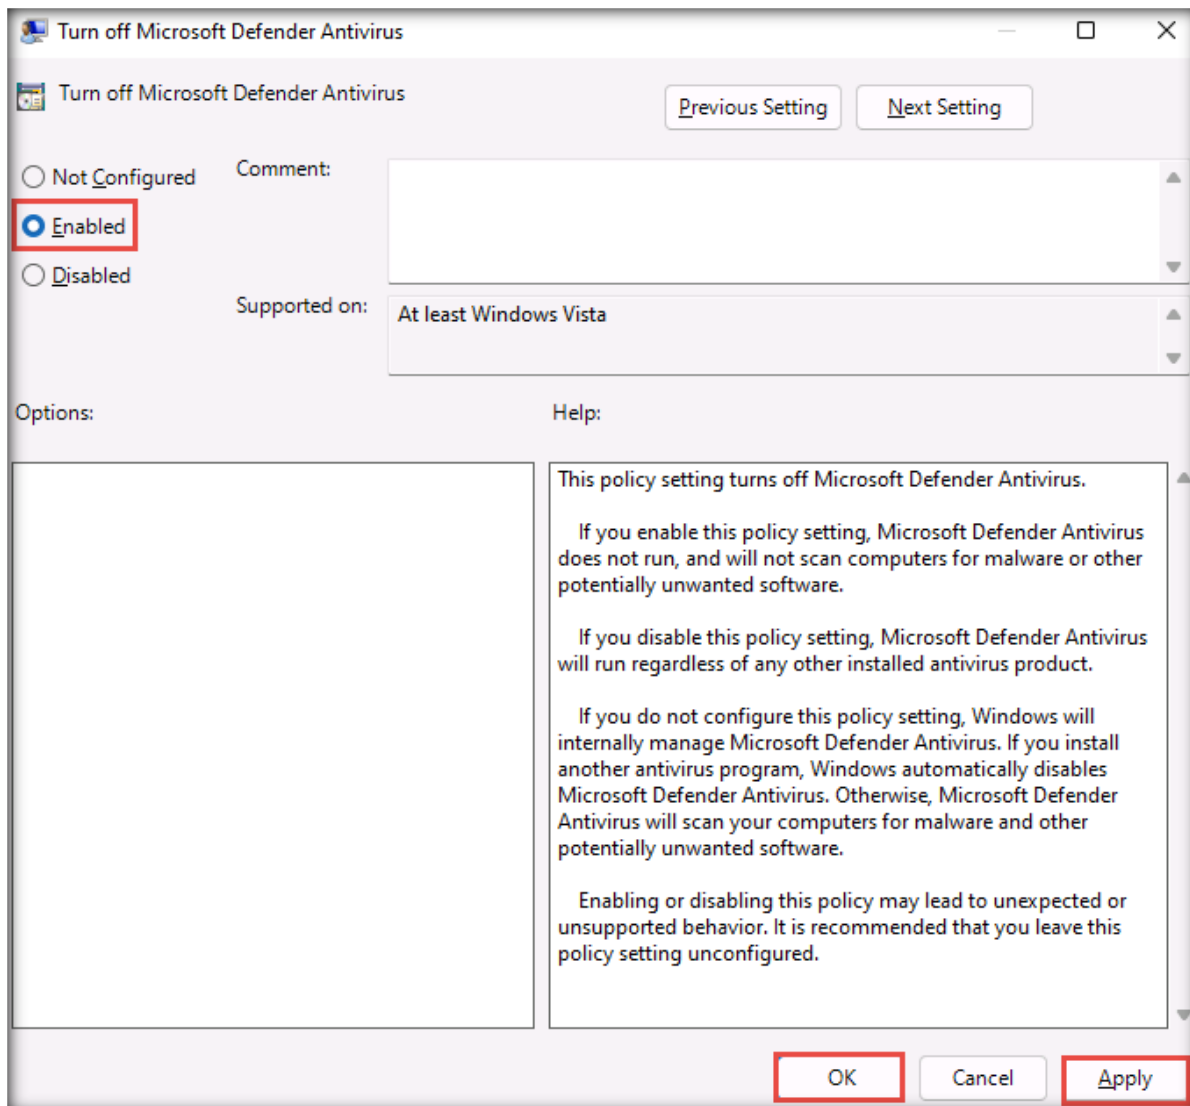 Turn off Microsoft Defender Antivirus
Turn off Microsoft Defender Antivirus
Previous Setting
Next Setting
Not Configured
Enabled
Disabled
Comment:
Supported on:
At least Windows Vista
Options:
Help:
This policy setting turns off Microsoft Defender Antivirus.
If you enable this policy setting, Microsoft Defender Antivirus
does not run, and will not scan computers for malware or other
potentially unwanted software.
If you disable this policy setting, Microsoft Defender Antivirus
will run regardless of any other installed antivirus product.
If you do not configure this policy setting, Windows will
internally manage Microsoft Defender Antivirus. If you install
another antivirus program, Windows automatically disables
Microsoft Defender Antivirus. Otherwise, Microsoft Defender
Antivirus will scan your computers for malware and other
potentially unwanted software.
Enabling or disabling this policy may lead to unexpected or
unsupported behavior. It is recommended that you leave this
policy setting unconfigured.
OK
Cancel
Apply